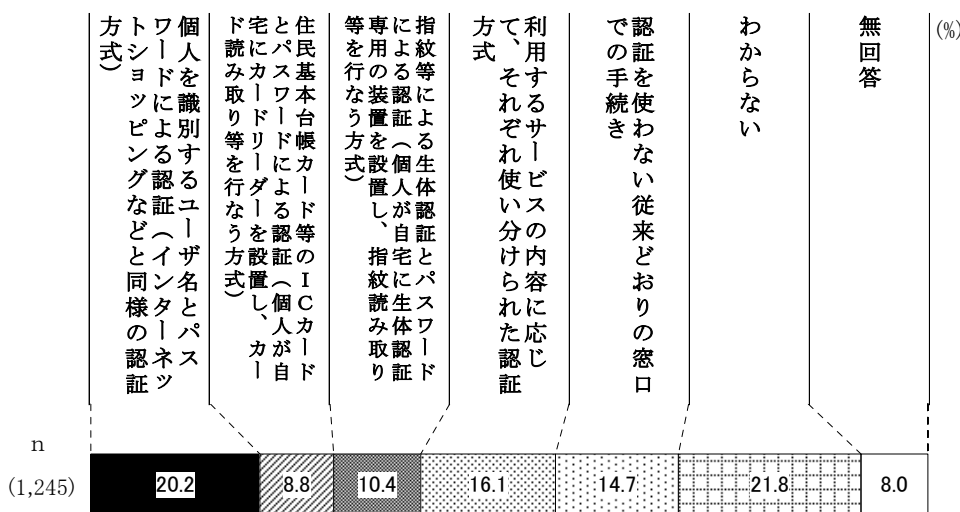 (%)
個人を識別するユーザ名とパス
ワードによる認証（インターネッ
トショッピングなどと同様の認証
方式）
住民基本台帳カード等のＩＣカード
とパスワードによる認証（個人が自
宅にカードリーダーを設置し、カー
ド読み取り等を行なう方式）
指紋等による生体認証とパスワード
による認証（個人が自宅に生体認証
専用の装置を設置し、指紋読み取り
等を行なう方式）
利用するサービスの内容に応じ
て、それぞれ使い分けられた認証
方式
認証を使わない従来どおりの窓口
での手続き
わからない
無回答
n
(1,245)
20.2
8.8
10.4
16.1
14.7
21.8
8.0